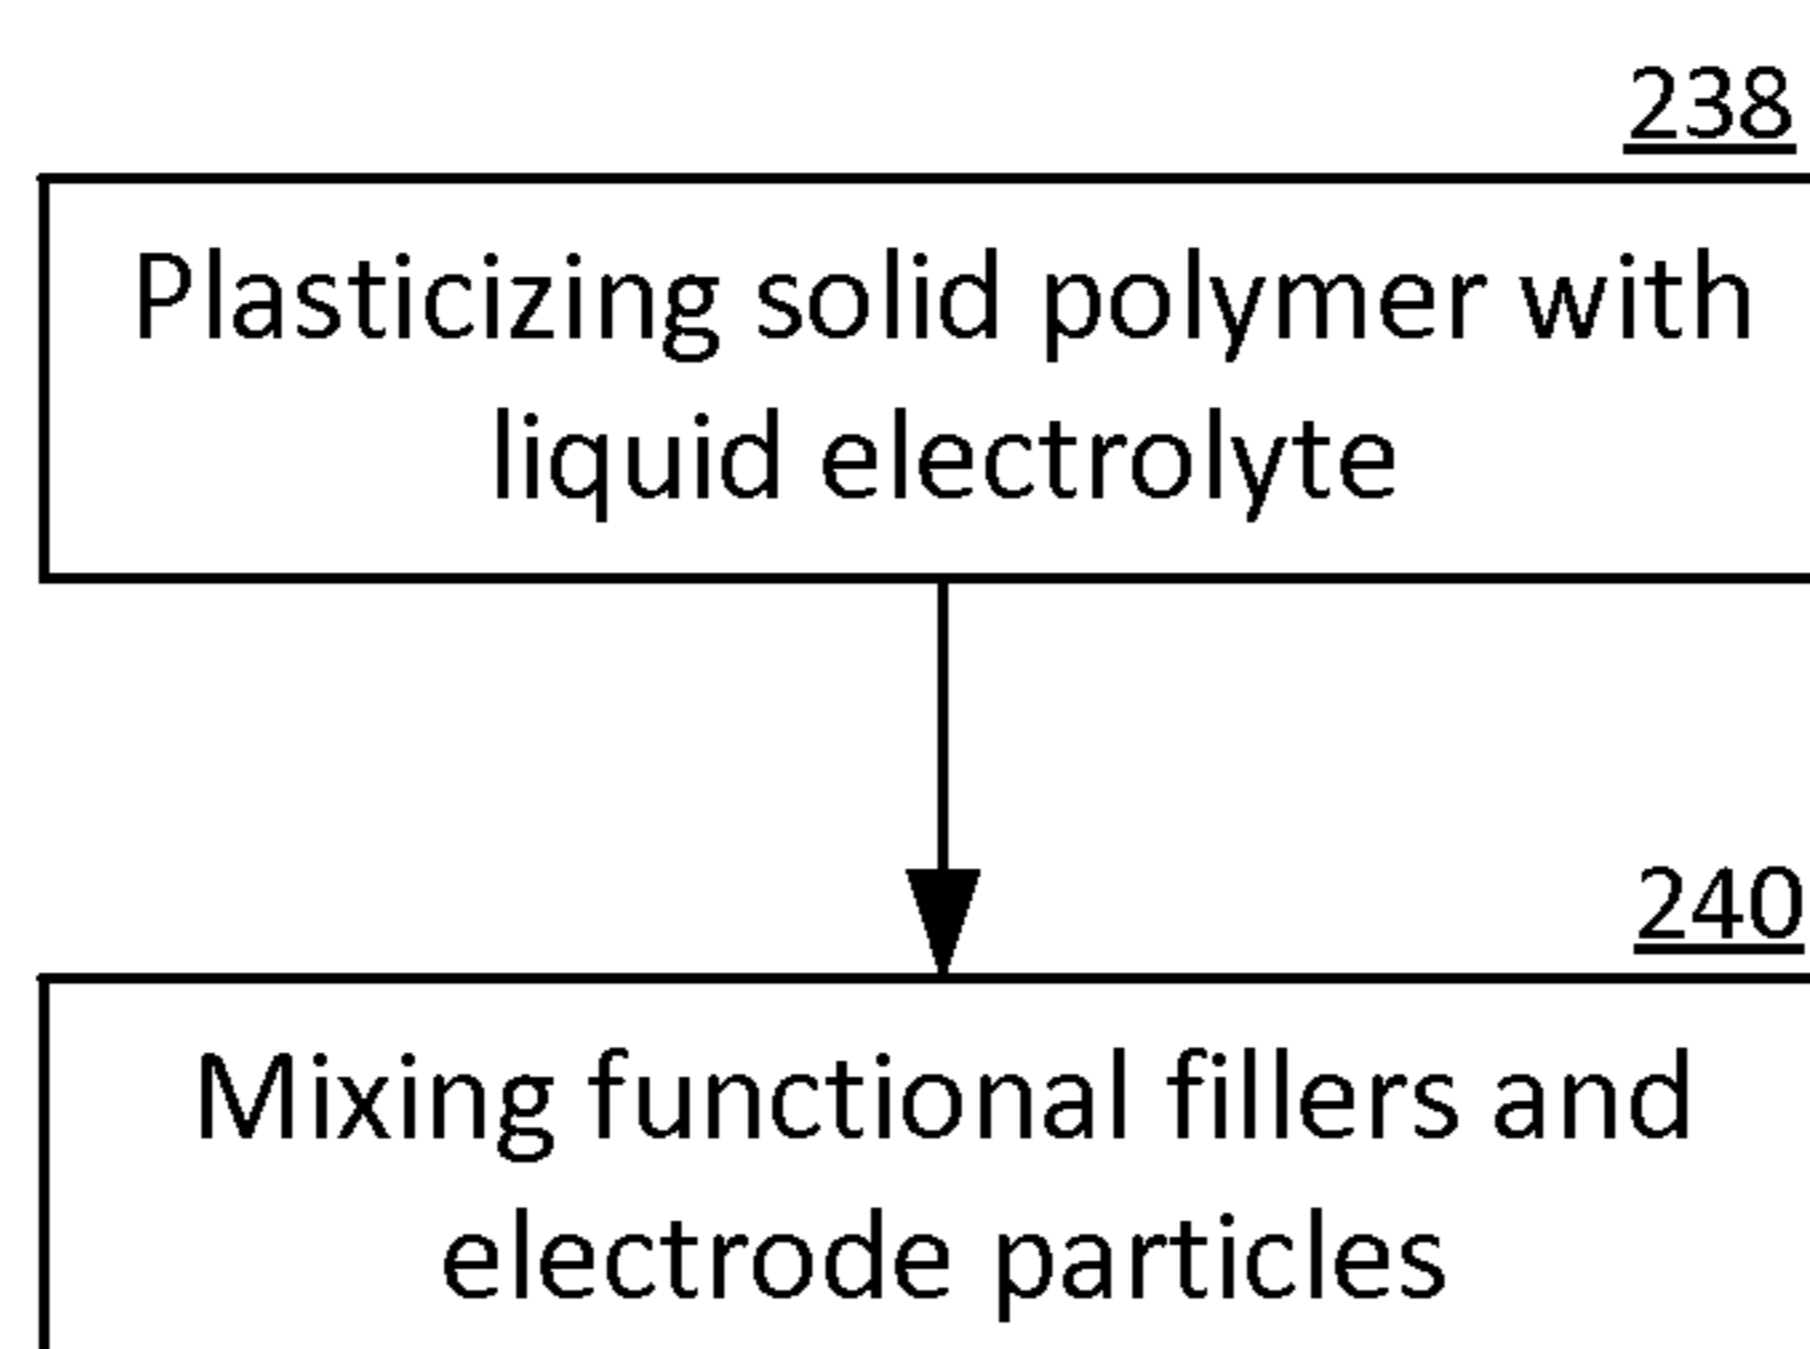 238
Plasticizing solid polymer with
liquid electrolyte
240
Mixing functional fillers and
electrode particles